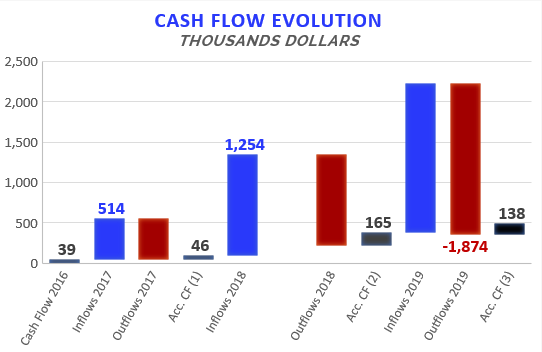 CASH FLOW EVOLUTION
THOUSANDS DOLLARS
2,500
2,000
1,500
1,000
500
0
39
514
46
1,254
165
-1,874
138
Cash Flow 2016
Inflows 2017
Outflows 2017
Acc. CF (1)
Inflows 2018
Outflows 2018
Acc. CF (2)
Inflows 2019
Outflows 2019
Acc. CF (3)